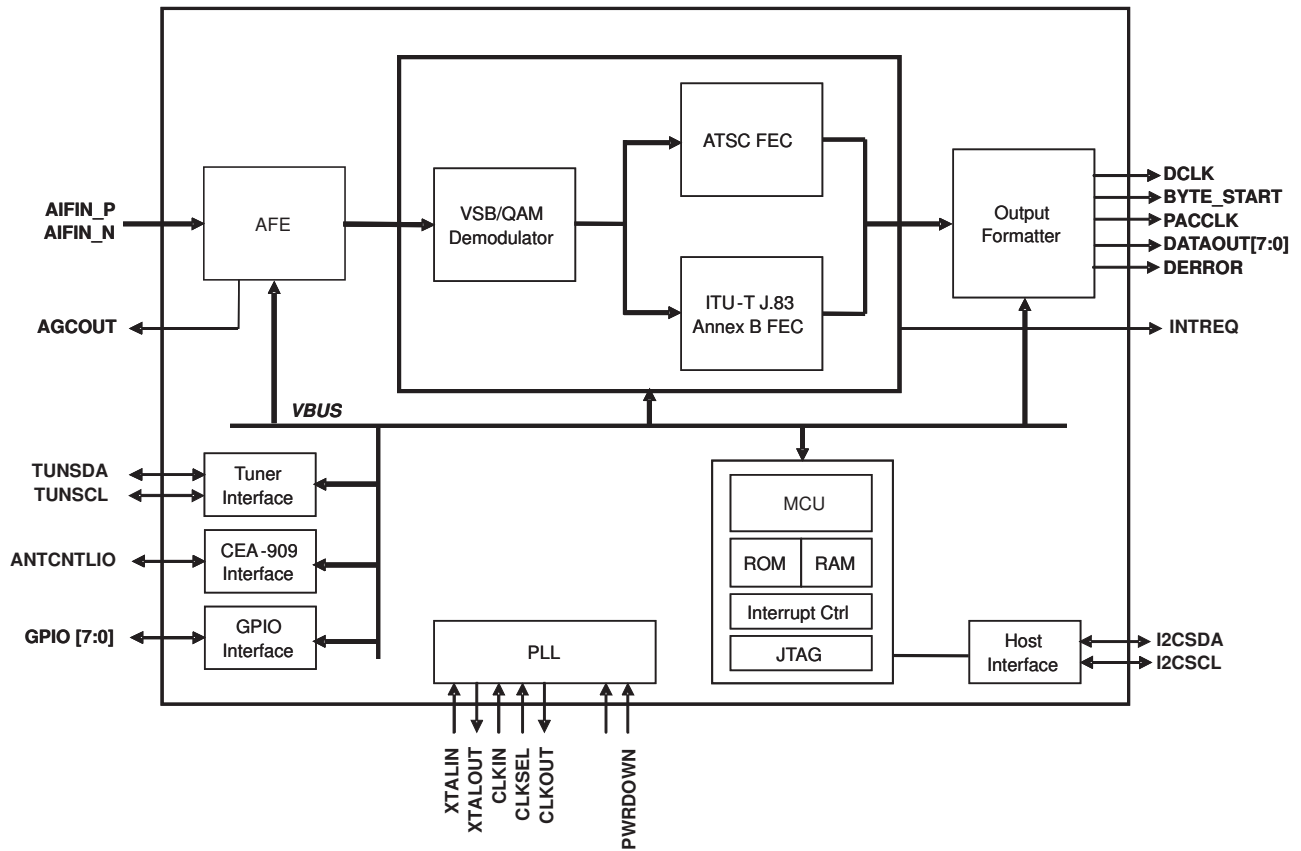 ATSC FEC
AIFIN_P
AIFIN_N
AFE
VSB/QAM
Demodulator
Output
Formatter
DCLK
BYTE_START
PACCLK
DATAOUT[7:0]
DERROR
ITU-T J.83
Annex B FEC
AGCOUT
INTREQ
VBUS
TUNSDA
TUNSCL
Tuner
Interface
ANTCNTLIO
CEA-909
Interface
GPIO [7:0]
GPIO
Interface
MCU
ROM
RAM
Interrupt Ctrl
JTAG
PLL
Host
Interface
I2CSDA
I2CSCL
XTALIN
XTALOUT
CLKIN
CLKSEL
CLKOUT
PWRDOWN